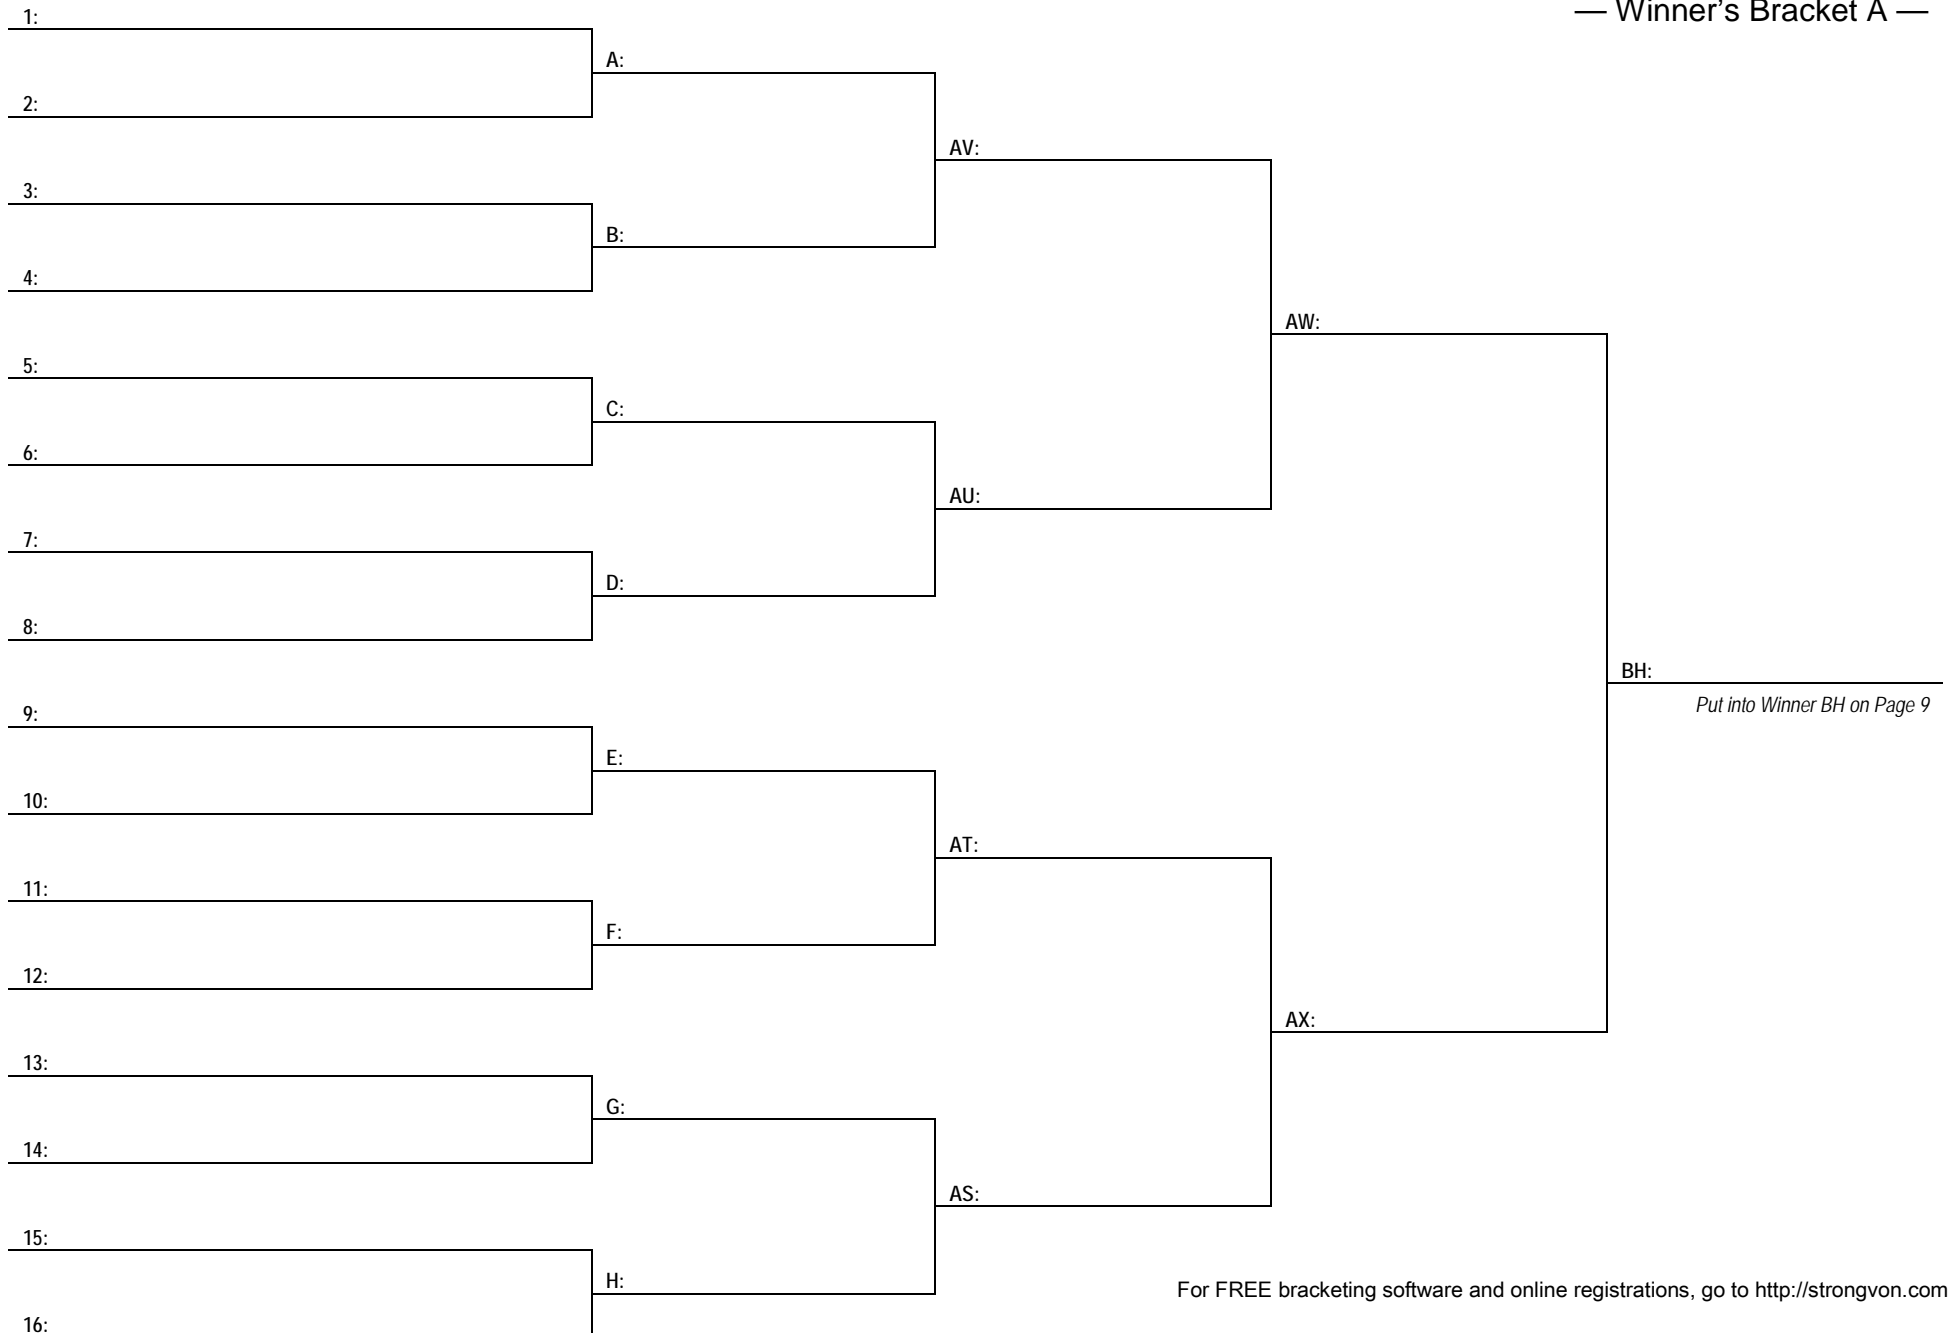 — Winner's Bracket A —
1:
A:
2:
AV:
3:
B:
4:
AW:
5:
C:
6:
AU:
7:
D:
8:
BH:
Put into Winner BH on Page 9
9:
E:
10:
AT:
11:
F:
12:
AX:
13:
G:
14:
AS:
15:
H:
For FREE bracketing software and online registrations, go to http://strongvon.com
16: